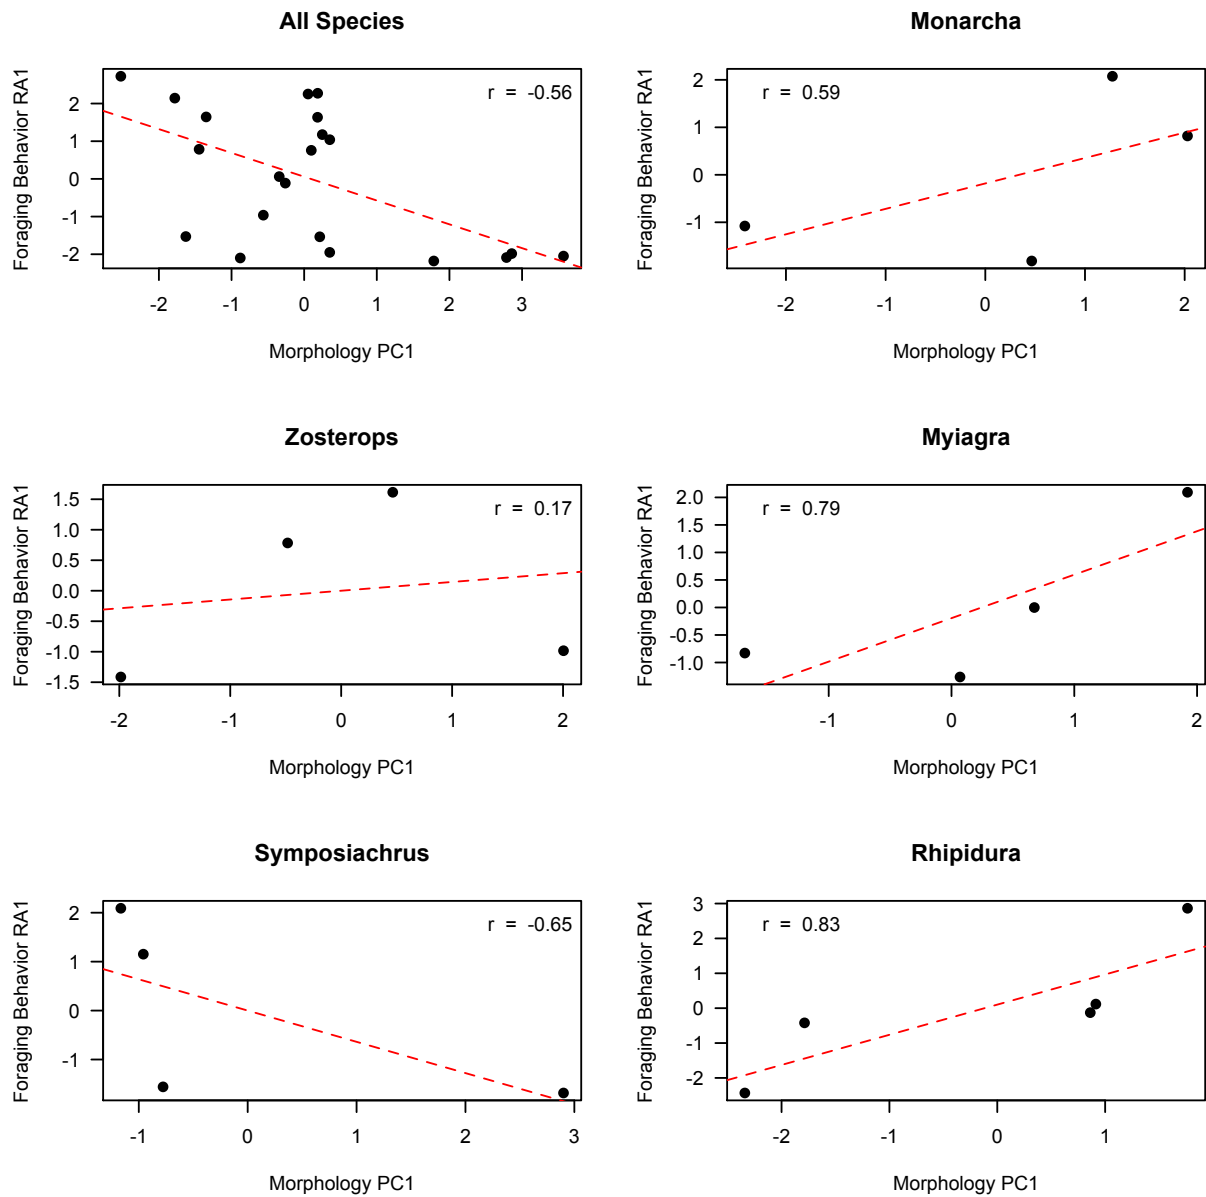 All Species
Foraging Behavior RA1
2
1
0
-1
-2
r = -0.56
-2
-1
0
1
2
3
Morphology PC1
Monarcha
Foraging Behavior RA1
2
1
0
-1
r = 0.59
-2
-1
0
1
2
Morphology PC1
Zosterops
Foraging Behavior RA1
1.5
1.0
0.5
0.0
-0.5
-1.0
-1.5
r = 0.17
-2
-1
0
1
2
Morphology PC1
Myiagra
Foraging Behavior RA1
2.0
1.5
1.0
0.5
0.0
-0.5
-1.0
r = 0.79
-1
0
1
2
Morphology PC1
Symposiachrus
Foraging Behavior RA1
2
1
0
-1
r = -0.65
-1
0
1
2
3
Morphology PC1
Rhipidura
Foraging Behavior RA1
3
2
1
0
-1
-2
r = 0.83
-2
-1
0
1
Morphology PC1